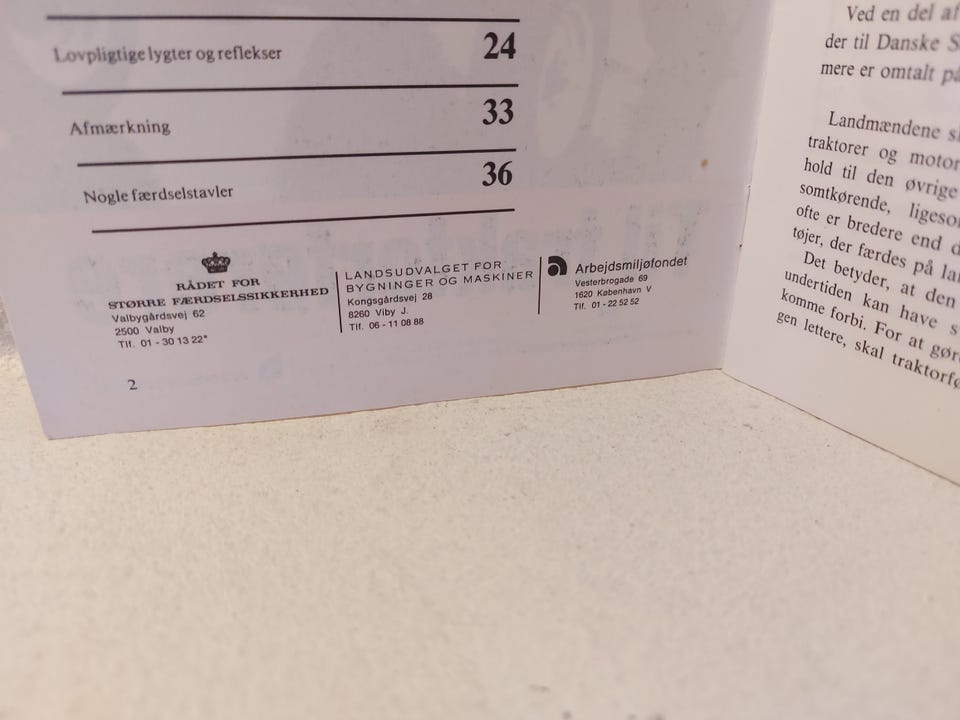 Lovpligtige lygter og reflekser 24
Afmærkning 33
Nogle færdselstavler 36
RÅDET FOR
STØRRE FÆRDSELSSIKKERHED
Valbygårdsvej 62
2500 Valby
Tlf. 01 - 30 13 22*
LANDSUDVALGET FOR
BYGNINGER OG MASKINER
Kongsgårdsvej 28
8260 Viby J.
Tlf. 06 - 11 08 88
Arbejdsmiljøfondet
Vesterbrogade 69
1620 København V
Tlf. 01 - 22 52 52
2
Ved en del af
der til Danske S
mere er omtalt på
Landmændene sk
traktorer og motor
hold til den øvrige
somtkørende, ligeso
ofte er bredere end d
tøjer, der færdes på lan
Det betyder, at den
undertiden kan have s
komme forbi. For at gør
gen lettere, skal traktorfø